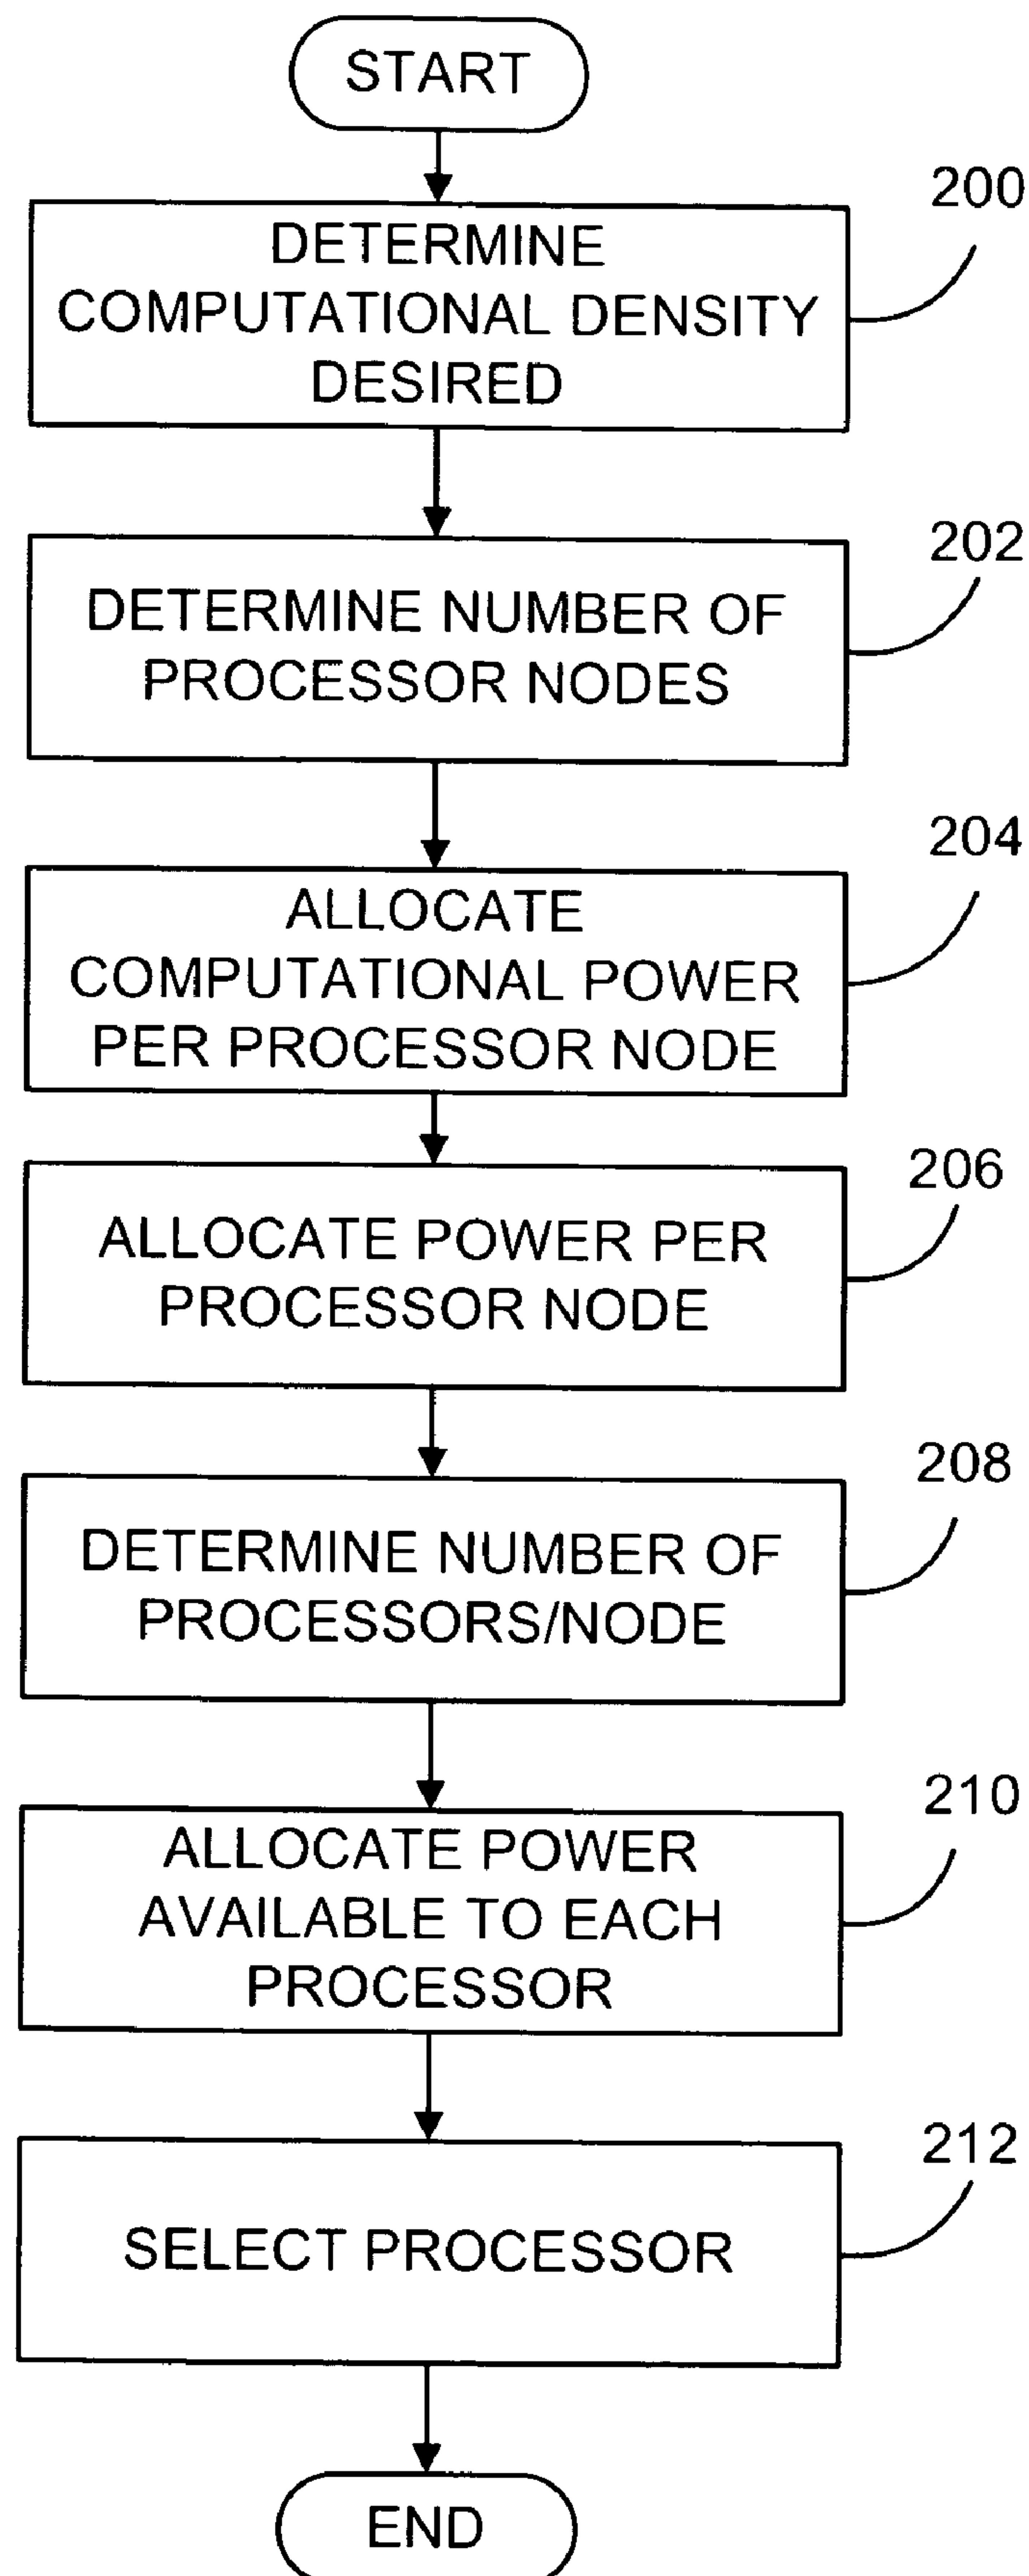 START
200
DETERMINE
COMPUTATIONAL DENSITY
DESIRED
202
DETERMINE NUMBER OF
PROCESSOR NODES
204
ALLOCATE
COMPUTATIONAL POWER
PER PROCESSOR NODE
206
ALLOCATE POWER PER
PROCESSOR NODE
208
DETERMINE NUMBER OF
PROCESSORS/NODE
210
ALLOCATE POWER
AVAILABLE TO EACH
PROCESSOR
212
SELECT PROCESSOR
END